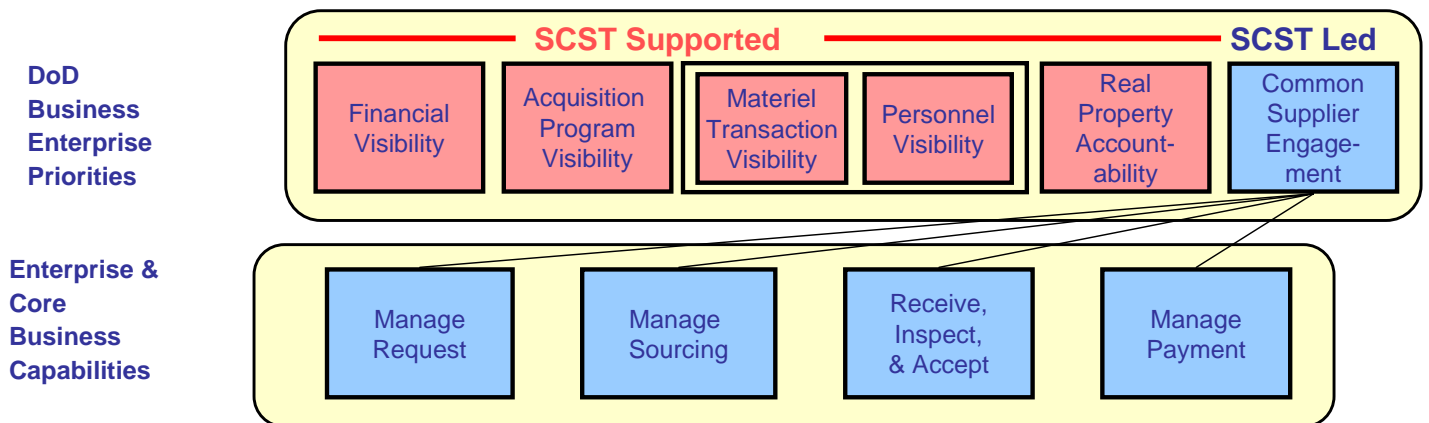 SCST Supported
SCST Led
DoD
Business
Enterprise
Priorities
Financial
Visibility
Acquisition
Program
Visibility
Materiel
Transaction
Visibility
Personnel
Visibility
Real
Property
Account-
ability
Common
Supplier
Engage-
ment
Enterprise &
Core
Business
Capabilities
Manage
Request
Manage
Sourcing
Receive,
Inspect,
& Accept
Manage
Payment